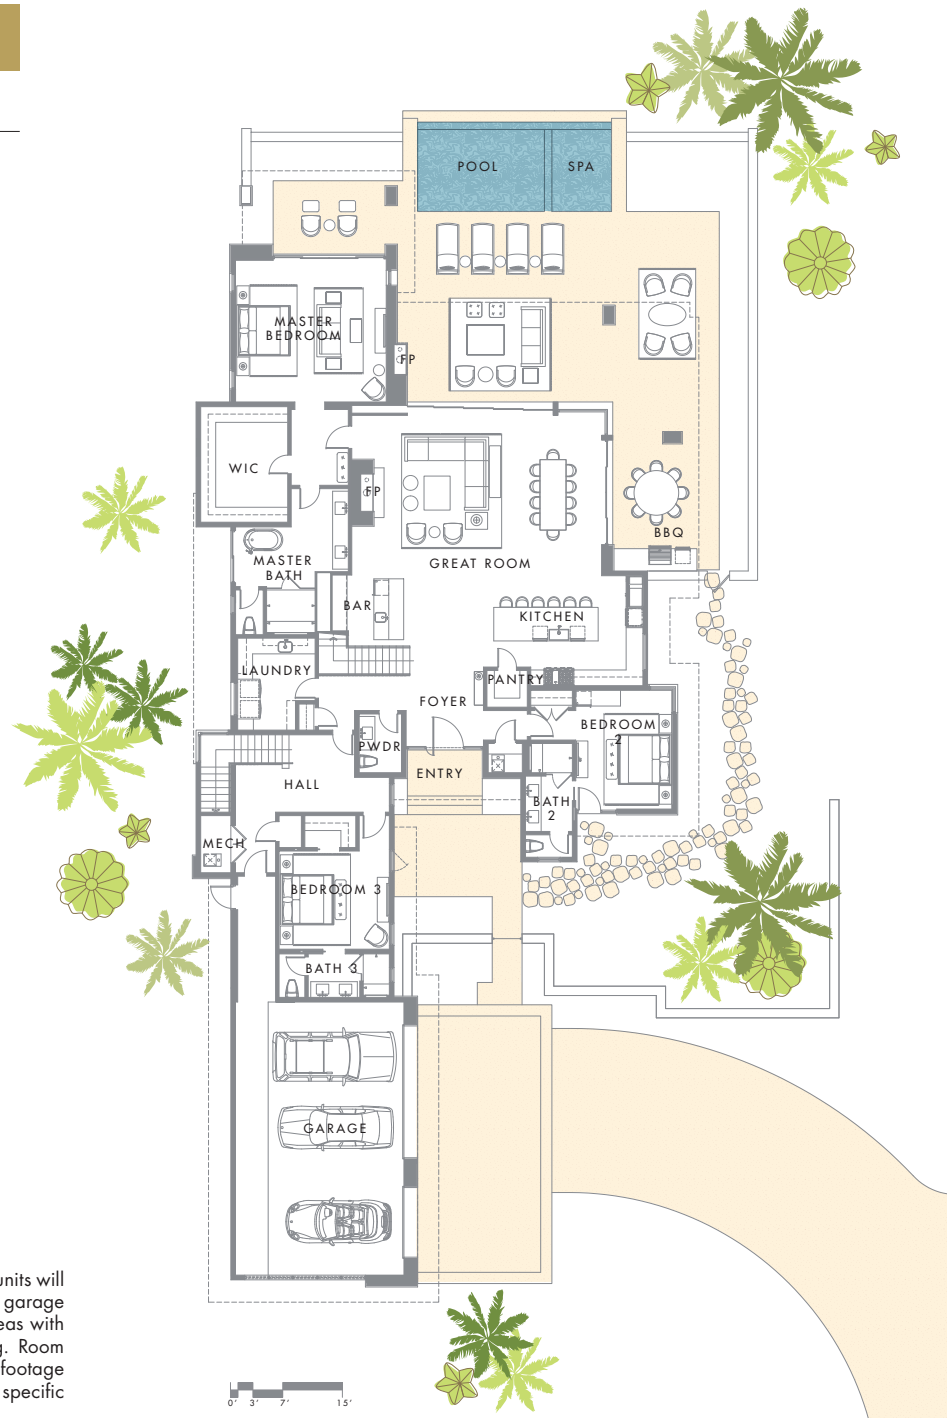 POOL
SPA
MASTER
BEDROOM
FP
WIC
FP
BBQ
GREAT ROOM
MASTER
BATH
BAR
KITCHEN
LAUNDRY
PANTRY
FOYER
BEDROOM
2
PWDR
ENTRY
HALL
BATH
2
MECH
BEDROOM 3
BATH 3
GARAGE
units will
garage
eas with
g. Room
footage
specific
0' 3' 7' 15'